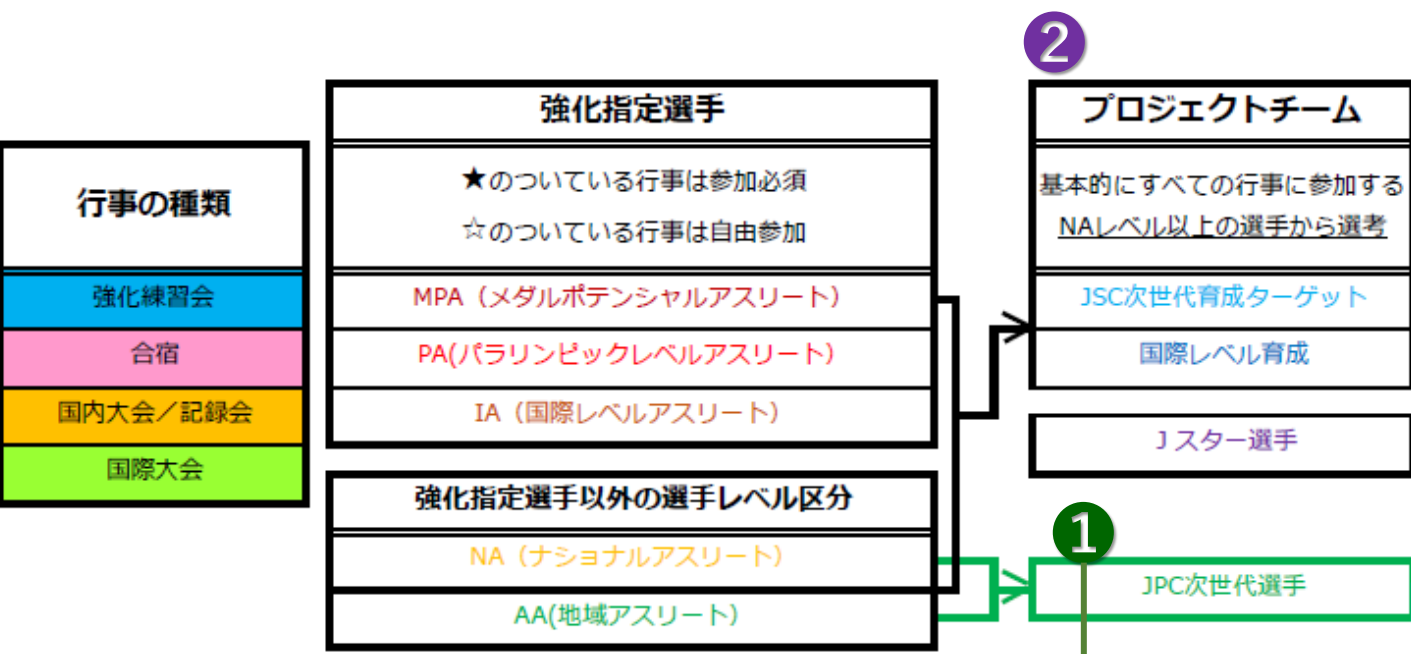 行事の種類
強化練習会
合宿
国内大会／記録会
国際大会
強化指定選手
★のついている行事は参加必須
☆のついている行事は自由参加
MPA（メダルポテンシャルアスリート）
PA(パラリンピックレベルアスリート）
IA（国際レベルアスリート）
強化指定選手以外の選手レベル区分
NA（ナショナルアスリート）
AA(地域アスリート）
2
プロジェクトチーム
基本的にすべての行事に参加する
NAレベル以上の選手から選考
JSC次世代育成ターゲット
国際レベル育成
Jスター選手
1
JPC次世代選手